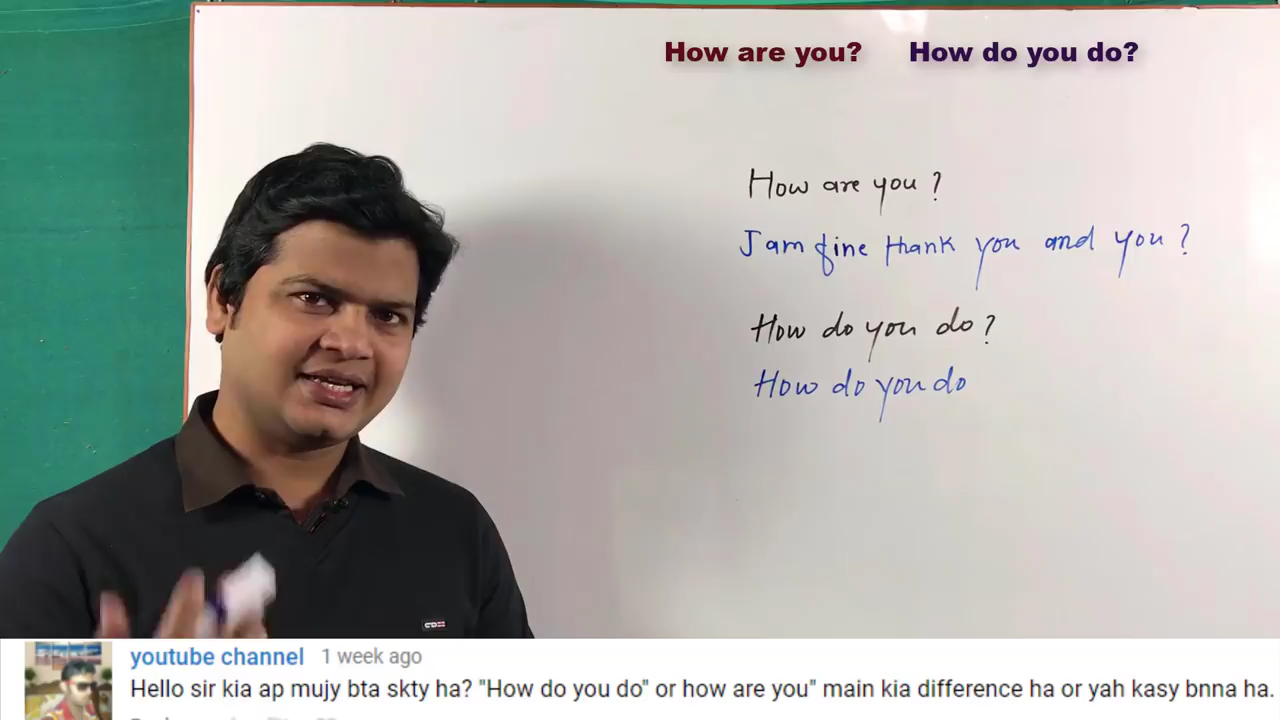 How are you? How do you do?
How are you?
I am fine thank you and you?
How do you do?
How do you do
youtube channel 1 week ago
Hello sir kia ap mujy bta skty ha? "How do you do" or how are you" main kia difference ha or yah kasy bnna ha.